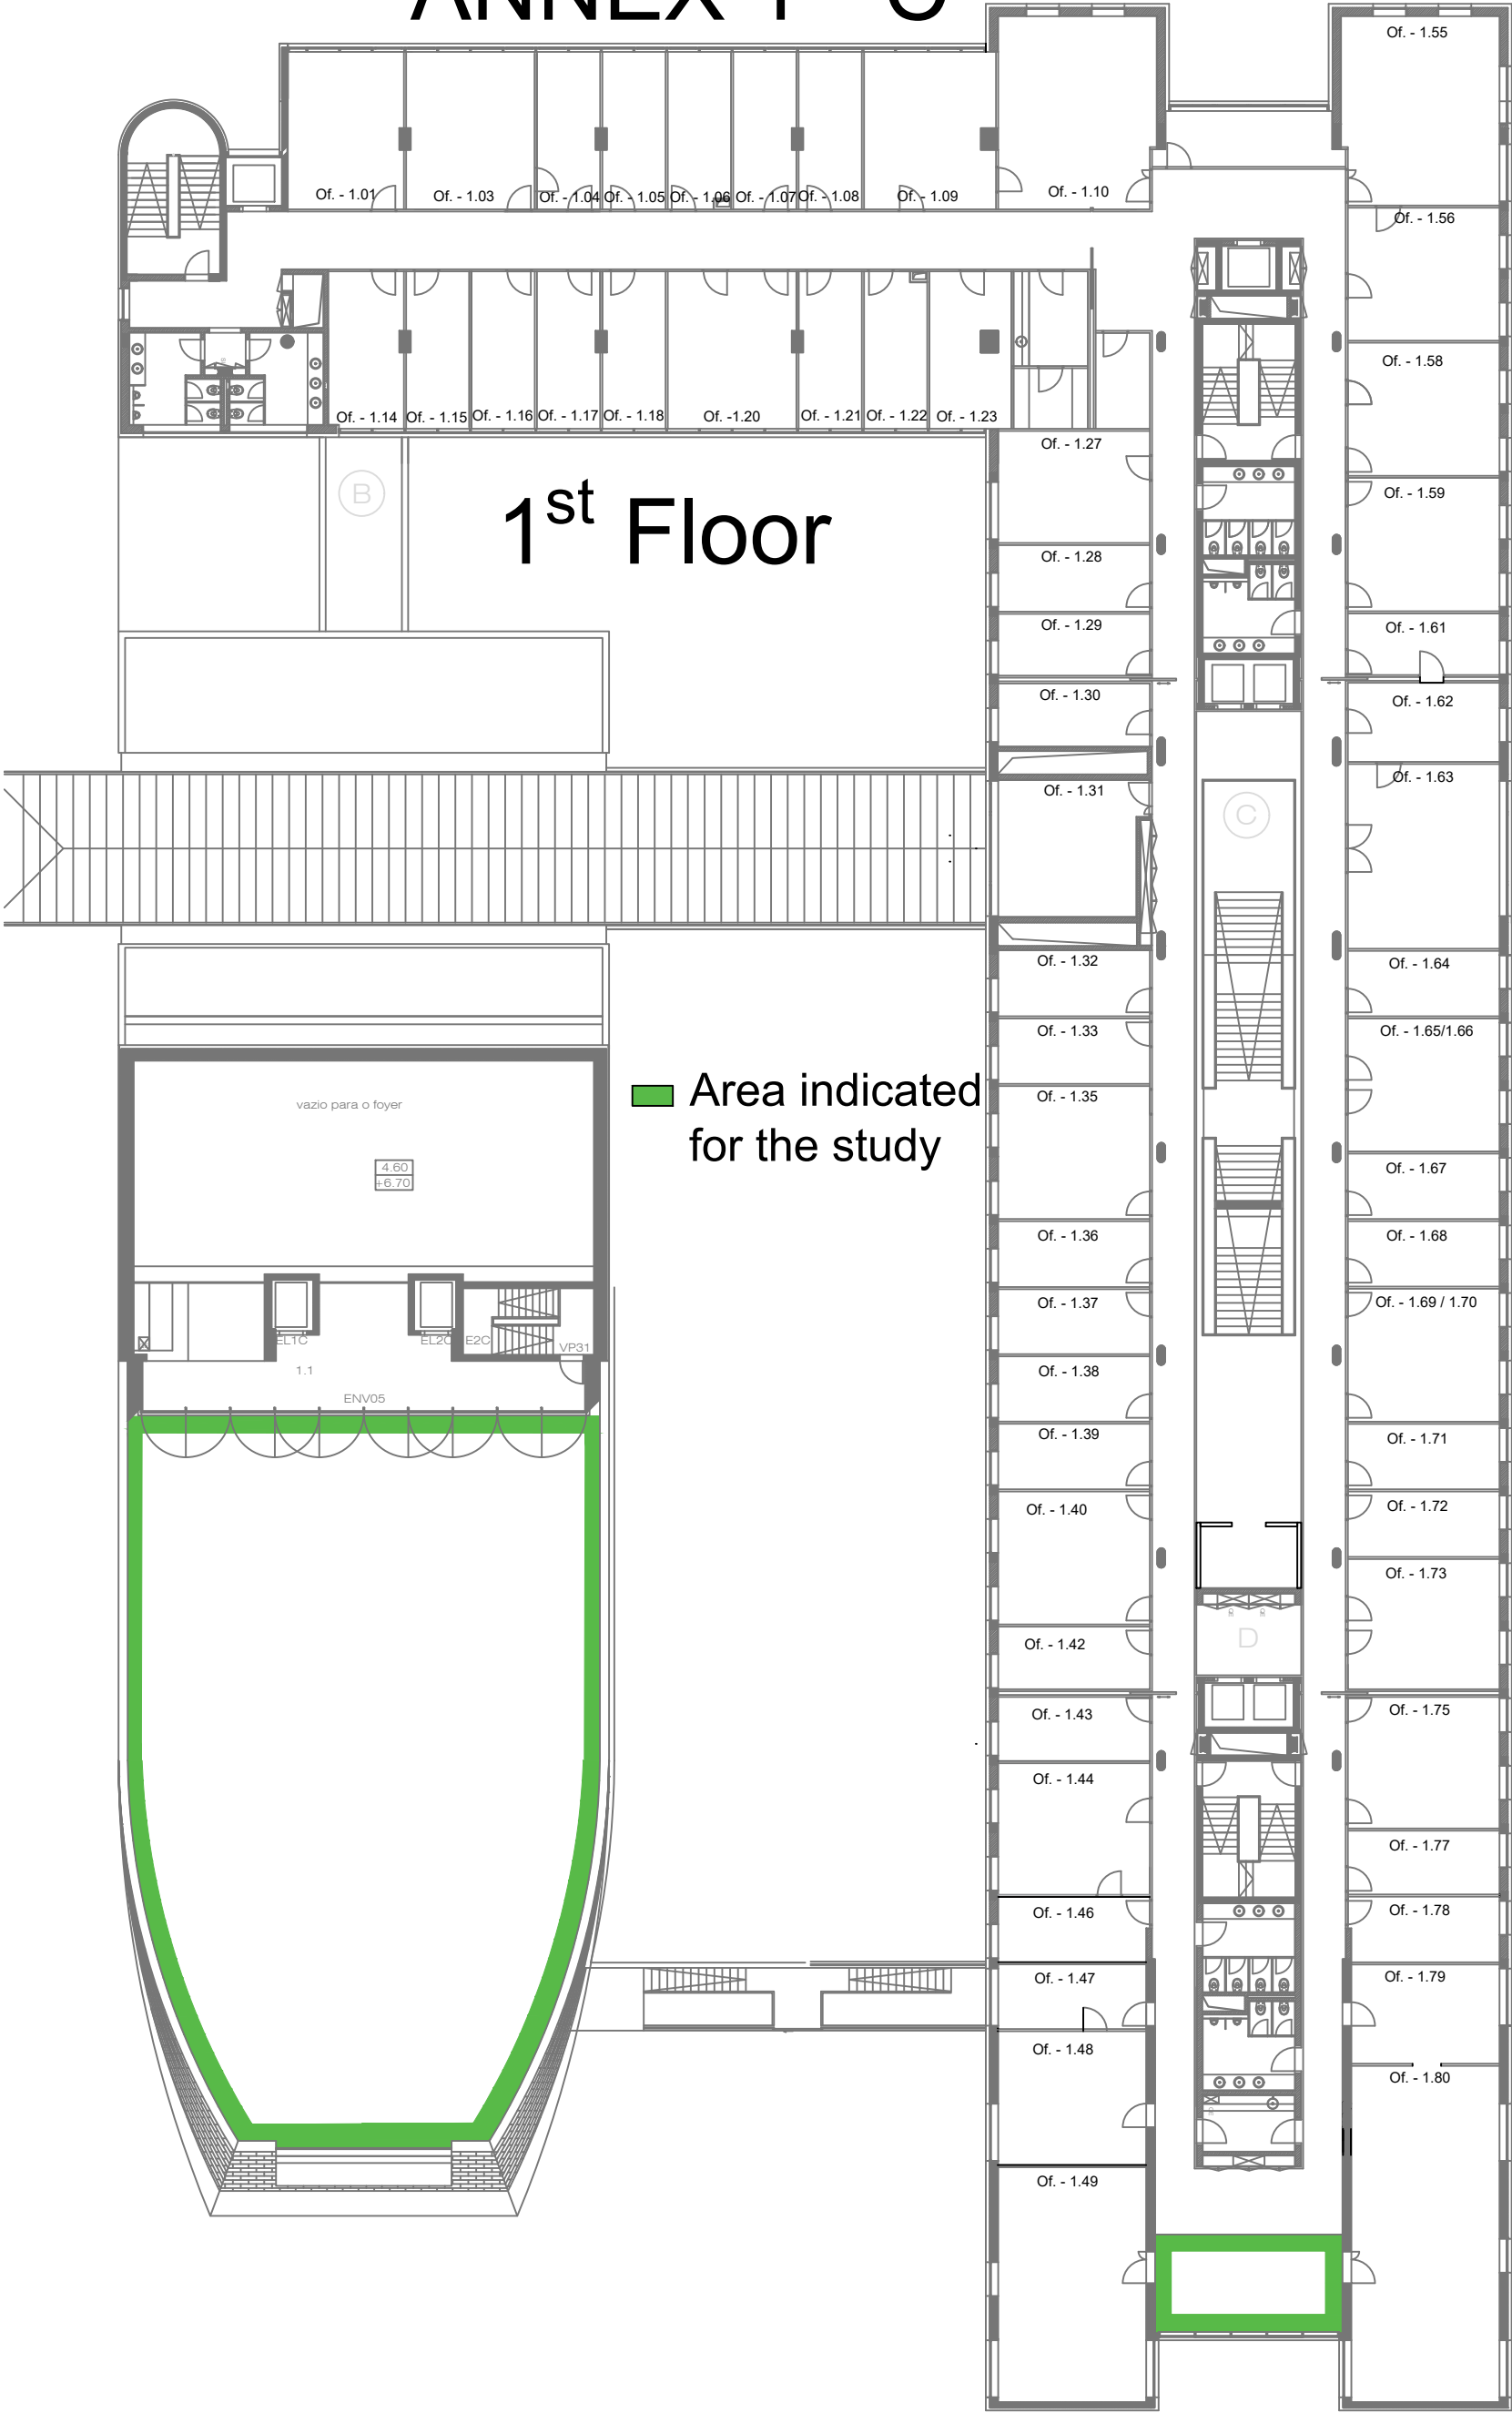 ANNEX 1 - C
Of. - 1.55
Of. - 1.01
Of. - 1.03
Of. - 1.04
Of. - 1.05
Of. - 1.06
Of. - 1.07
Of. - 1.08
Of. - 1.09
Of. - 1.10
Of. - 1.56
Of. - 1.14
Of. - 1.15
Of. - 1.16
Of. - 1.17
Of. - 1.18
Of. -1.20
Of. - 1.21
Of. - 1.22
Of. - 1.23
Of. - 1.58
Of. - 1.27
B
1st Floor
Of. - 1.59
Of. - 1.28
Of. - 1.29
Of. - 1.61
Of. - 1.30
Of. - 1.62
Of. - 1.31
Of. - 1.63
C
Of. - 1.32
Of. - 1.64
Of. - 1.33
Of. - 1.65/1.66
Area indicated
for the study
Of. - 1.35
vazio para o foyer
4.60
+6.70
Of. - 1.67
Of. - 1.36
Of. - 1.68
Of. - 1.37
Of. - 1.69 / 1.70
EL1C
EL2C
E2C
VP31
1.1
ENV05
Of. - 1.38
Of. - 1.39
Of. - 1.71
Of. - 1.40
Of. - 1.72
Of. - 1.73
Of. - 1.42
D
Of. - 1.43
Of. - 1.75
Of. - 1.44
Of. - 1.77
Of. - 1.46
Of. - 1.78
Of. - 1.47
Of. - 1.79
Of. - 1.48
Of. - 1.80
Of. - 1.49